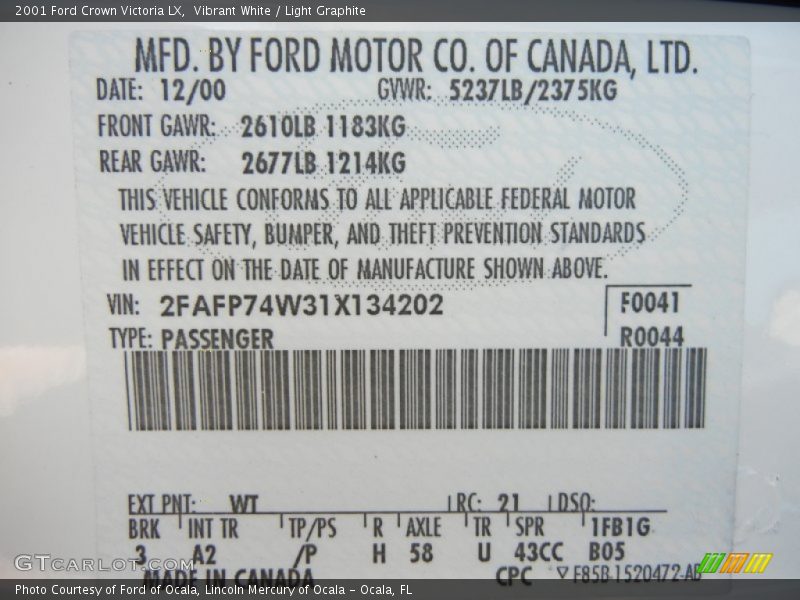 2001 Ford Crown Victoria LX, Vibrant White / Light Graphite
MFD. BY FORD MOTOR CO. OF CANADA, LTD.
DATE: 12/00 GVWR: 5237LB/2375KG
FRONT GAWR: 2610LB 1183KG
REAR GAWR: 2677LB 1214KG
THIS VEHICLE CONFORMS TO ALL APPLICABLE FEDERAL MOTOR
VEHICLE SAFETY, BUMPER, AND THEFT PREVENTION STANDARDS
IN EFFECT ON THE DATE OF MANUFACTURE SHOWN ABOVE.
VIN: 2FAFP74W31X134202 F0041
TYPE: PASSENGER R0044
EXT PNT: WT RC: 21 DSO:
BRK INT TR TP/PS R AXLE TR SPR 1FB1G
3 A2 /P H 58 U 43CC B05
MADE IN CANADA CPC F85B-1520472-AB
GTCARLOT.COM
Photo Courtesy of Ford of Ocala, Lincoln Mercury of Ocala – Ocala, FL